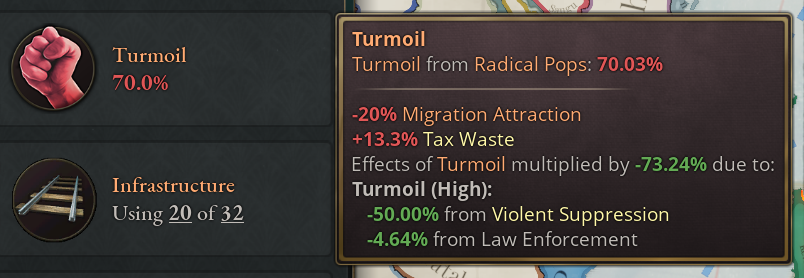 Turmoil
70.0%
Infrastructure
Using 20 of 32
Turmoil
Turmoil from Radical Pops: 70.03%
-20% Migration Attraction
+13.3% Tax Waste
Effects of Turmoil multiplied by -73.24% due to:
Turmoil (High):
-50.00% from Violent Suppression
-4.64% from Law Enforcement